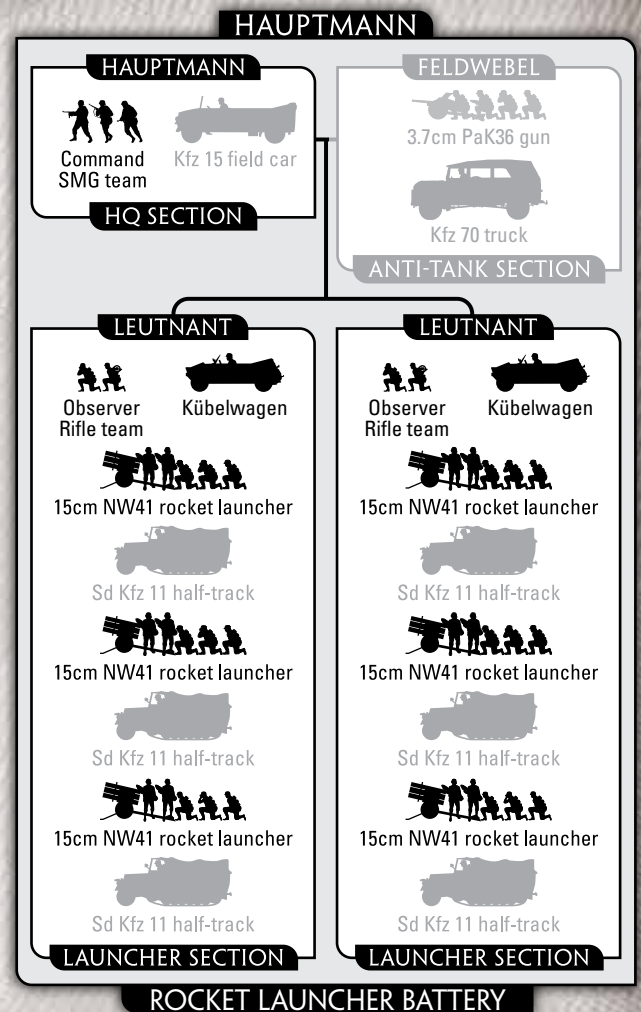 HAUPTMANN
HAUPTMANN
Command
SMG team
Kfz 15 field car
HQ SECTION
FELDWEBEL
3.7cm PaK36 gun
Kfz 70 truck
ANTI-TANK SECTION
LEUTNANT
Observer
Rifle team
Kübelwagen
15cm NW41 rocket launcher
Sd Kfz 11 half-track
15cm NW41 rocket launcher
Sd Kfz 11 half-track
15cm NW41 rocket launcher
Sd Kfz 11 half-track
LAUNCHER SECTION
LEUTNANT
Observer
Rifle team
Kübelwagen
15cm NW41 rocket launcher
Sd Kfz 11 half-track
15cm NW41 rocket launcher
Sd Kfz 11 half-track
15cm NW41 rocket launcher
Sd Kfz 11 half-track
LAUNCHER SECTION
ROCKET LAUNCHER BATTERY